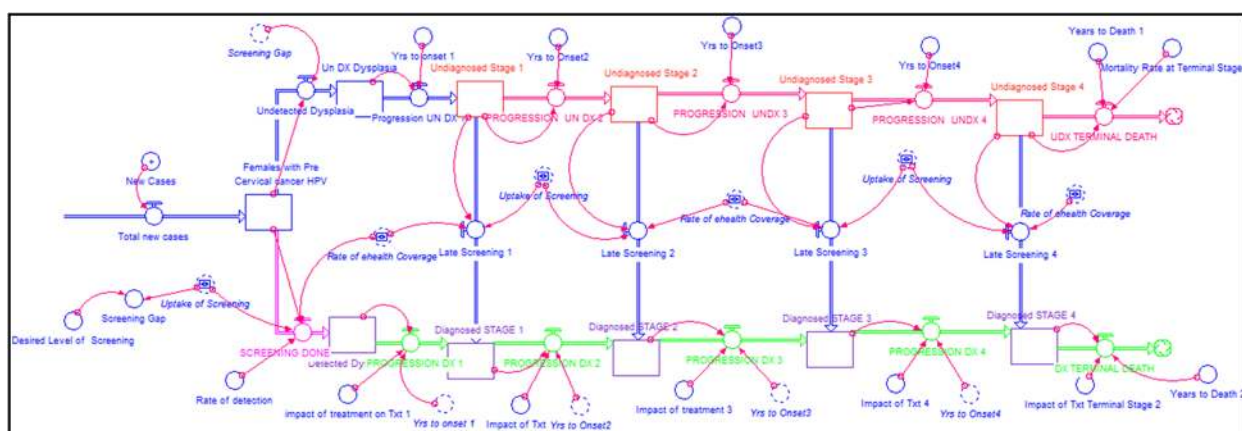 Years to Death 1
Yrs to onset 1
Yrs to Onset2
Yrs to Onset3
Yrs to Onset4
Screening Gap
Mortality Rate at Terminal Stage
Un DX Dysplasia
Undiagnosed Stage 1
Undiagnosed Stage 2
Undiagnosed Stage 3
Undiagnosed Stage 4
Undetected Dysplasia
Progression UN DX
PROGRESSION UN DX 2
PROGRESSION UNDX 3
PROGRESSION UNDX 4
UDX TERMINAL DEATH
New Cases
Females with Pre
Cervical cancer HPV
Uptake of Screening
Uptake of Screening
Rate of ehealth Coverage
Rate of ehealth Coverage
Total new cases
Rate of ehealth Coverage
Late Screening 1
Late Screening 2
Late Screening 3
Late Screening 4
Screening Gap
Uptake of Screening
Desired Level of Screening
SCREENING DONE
Detected Dy
Diagnosed STAGE 1
Diagnosed STAGE 2
Diagnosed STAGE 3
Diagnosed STAGE 4
PROGRESSION DX 1
PROGRESSION DX 2
PROGRESSION DX 3
PROGRESSION DX 4
DX TERMINAL DEATH
Rate of detection
impact of treatment on Txt 1
Yrs to onset 1
Impact of Txt
Yrs to Onset2
Impact of treatment 3
Yrs to Onset3
Impact of Txt 4
Yrs to Onset4
Impact of Txt Terminal Stage 2
Years to Death 2